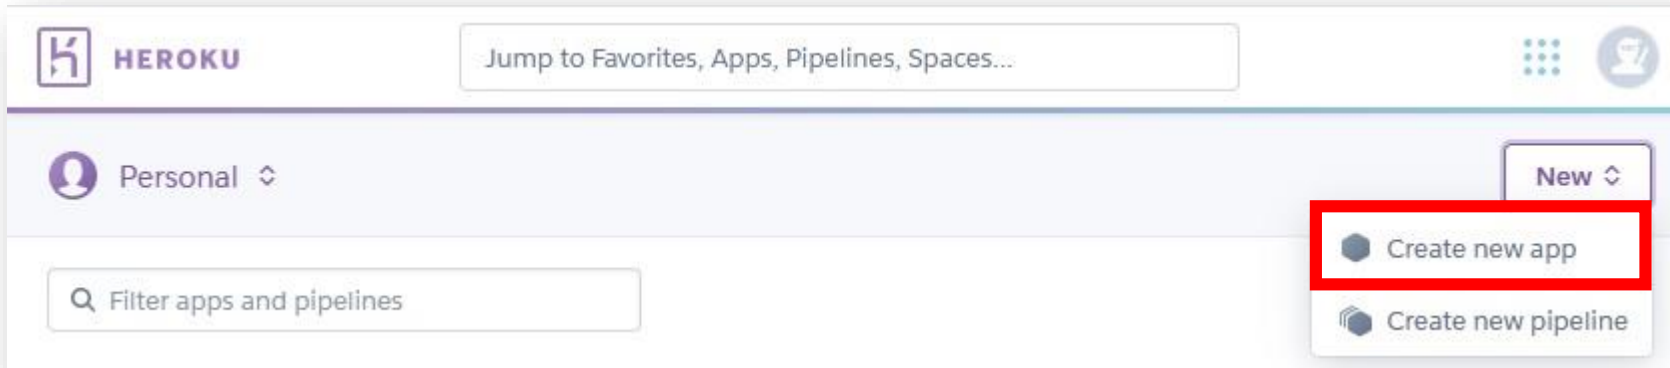 HEROKU
Jump to Favorites, Apps, Pipelines, Spaces...
Personal
New
Create new app
Filter apps and pipelines
Create new pipeline